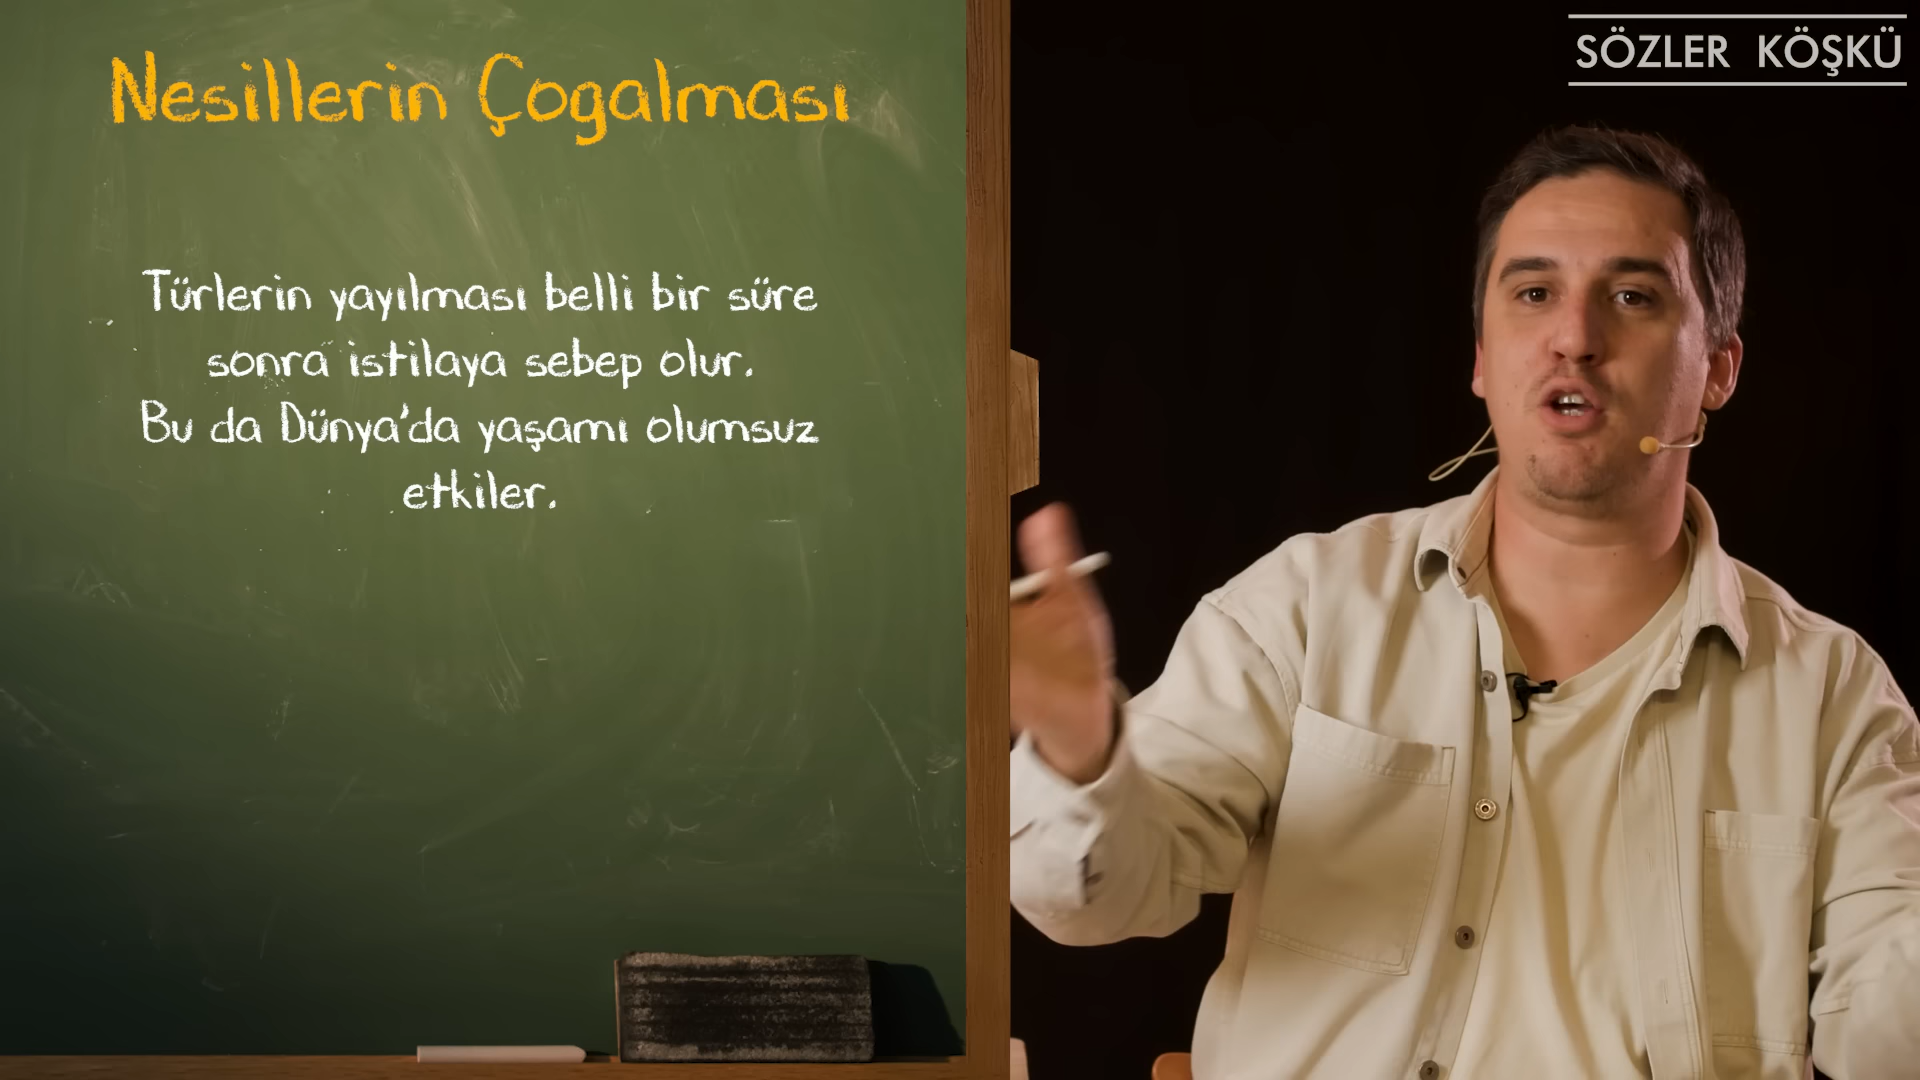 Nesillerin Çogalması
Türlerin yayılması belli bir süre
sonra istilaya sebep olur.
Bu da Dünya'da yaşamı olumsuz
etkiler.
SÖZLER KÖŞKÜ